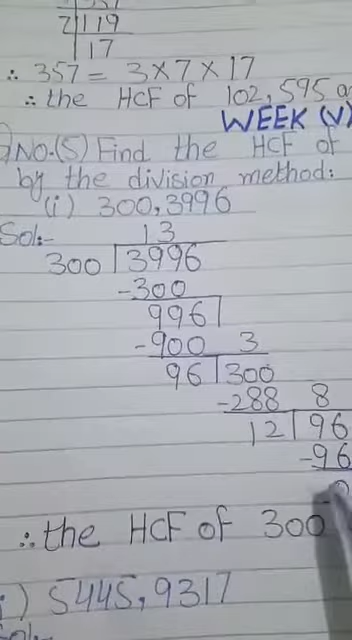 7 119
17
∴ 357 = 3×7×17
∴ the HCF of 102,595
WEEK (V)
No.(5) Find the HCF of
by the division method:
(i) 300,3996
Sol:- 13
300 3996
-300
996
-900 3
96 300
-288 8
12 96
-96
0
∴ the HCF of 300
) 5445,9317